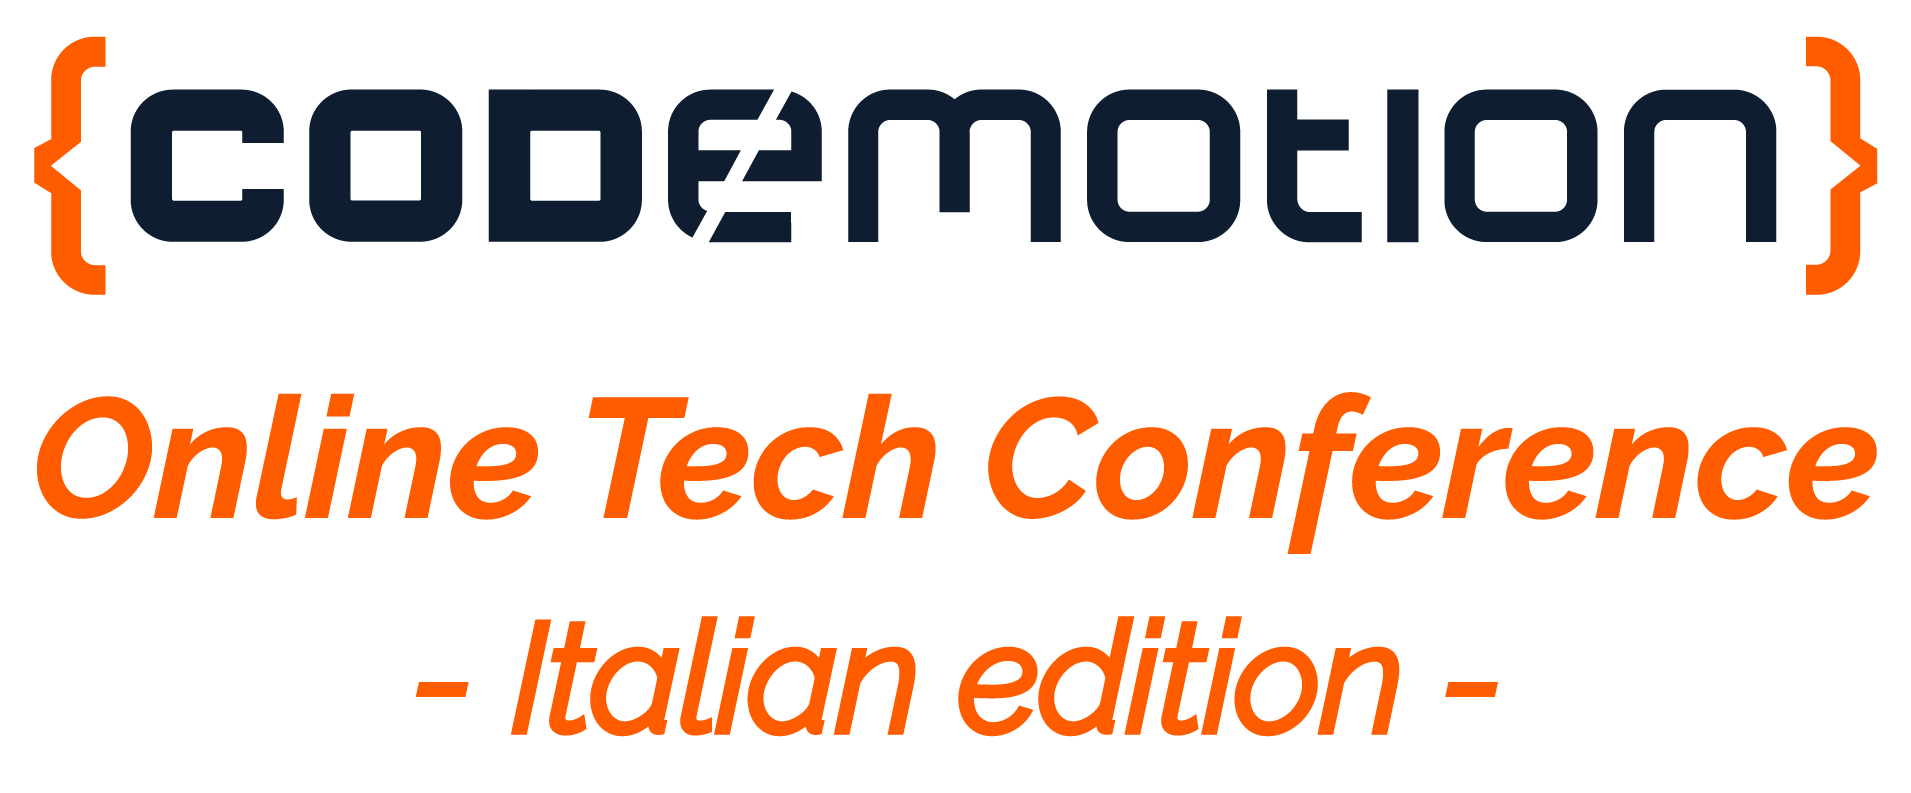 {CODEMOTION}
Online Tech Conference
- Italian edition -